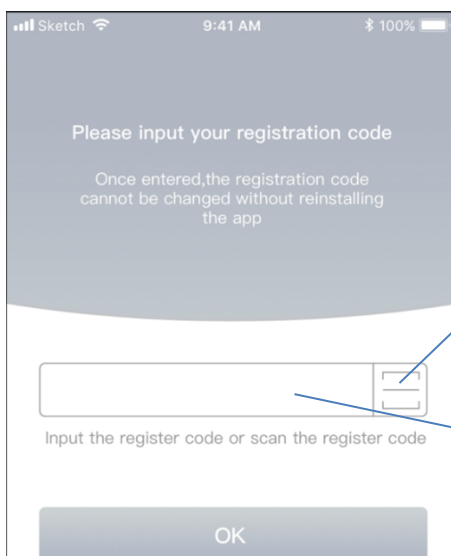 Sketch 9:41 AM 100%
Please input your registration code
Once entered,the registration code
cannot be changed without reinstalling
the app
Input the register code or scan the register code
OK